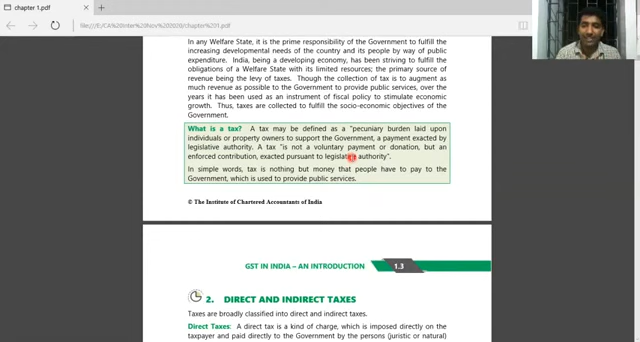 chapter 1.pdf
file:///E:/CA%20Inter%20Nov%202020/chapter%201.pdf
In any Welfare State, it is the prime responsibility of the Government to fulfill the
increasing developmental needs of the country and its people by way of public
expenditure. India, being a developing economy, has been striving to fulfill the
obligations of a Welfare State with its limited resources; the primary source of
revenue being the levy of taxes. Though the collection of tax is to augment as
much revenue as possible to the Government to provide public services, over the
years it has been used as an instrument of fiscal policy to stimulate economic
growth. Thus, taxes are collected to fulfill the socio-economic objectives of the
Government.
What is a tax? A tax may be defined as a "pecuniary burden laid upon
individuals or property owners to support the Government, a payment exacted by
legislative authority. A tax "is not a voluntary payment or donation, but an
enforced contribution, exacted pursuant to legislative authority".
In simple words, tax is nothing but money that people have to pay to the
Government, which is used to provide public services.
© The Institute of Chartered Accountants of India
GST IN INDIA – AN INTRODUCTION 1.3
2. DIRECT AND INDIRECT TAXES
Taxes are broadly classified into direct and indirect taxes.
Direct Taxes: A direct tax is a kind of charge, which is imposed directly on the
taxpayer and paid directly to the Government by the persons (juristic or natural)